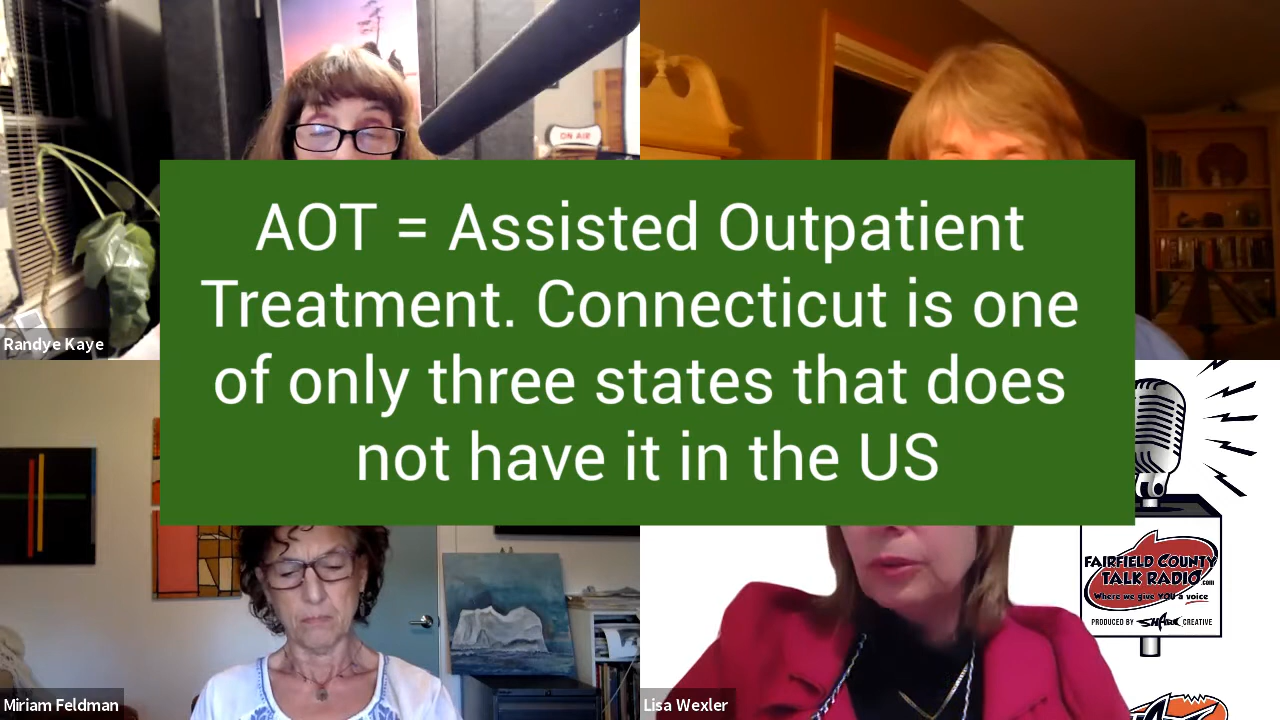 ON AIR
AOT = Assisted Outpatient
Treatment. Connecticut is one
of only three states that does
not have it in the US
Randye Kaye
FAIRFIELD COUNTY
TALK RADIO.com
Where we give YOU a voice
PRODUCED BY SHARK CREATIVE
Miriam Feldman
Lisa Wexler